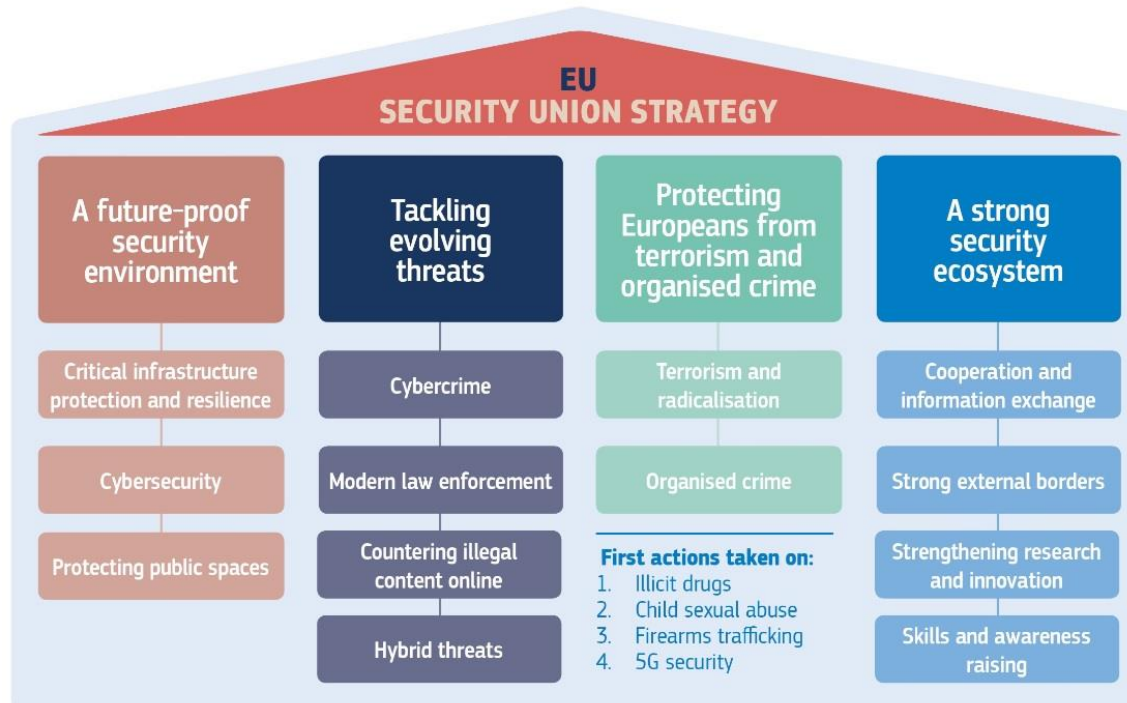 EU
SECURITY UNION STRATEGY
A future-proof
security
environment
Critical infrastructure
protection and resilience
Cybersecurity
Protecting public spaces
Tackling
evolving
threats
Cybercrime
Modern law enforcement
Countering illegal
content online
Hybrid threats
Protecting
Europeans from
terrorism and
organised crime
Terrorism and
radicalisation
Organised crime
First actions taken on:
1. Illicit drugs
2. Child sexual abuse
3. Firearms trafficking
4. 5G security
A strong
security
ecosystem
Cooperation and
information exchange
Strong external borders
Strengthening research
and innovation
Skills and awareness
raising